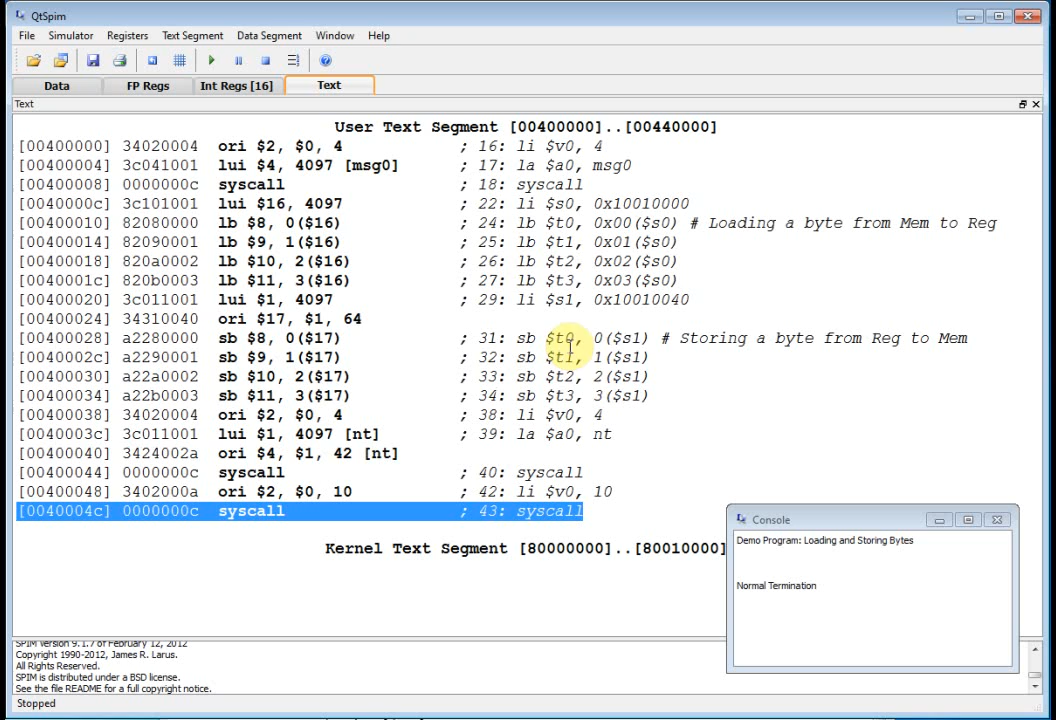 QtSpim
File Simulator Registers Text Segment Data Segment Window Help
Data FP Regs Int Regs [16] Text
Text
User Text Segment [00400000]..[00440000]
[00400000] 34020004 ori $2, $0, 4 ; 16: li $v0, 4
[00400004] 3c041001 lui $4, 4097 [msg0] ; 17: la $a0, msg0
[00400008] 0000000c syscall ; 18: syscall
[0040000c] 3c101001 lui $16, 4097 ; 22: li $s0, 0x10010000
[00400010] 82080000 lb $8, 0($16) ; 24: lb $t0, 0x00($s0) # Loading a byte from Mem to Reg
[00400014] 82090001 lb $9, 1($16) ; 25: lb $t1, 0x01($s0)
[00400018] 820a0002 lb $10, 2($16) ; 26: lb $t2, 0x02($s0)
[0040001c] 820b0003 lb $11, 3($16) ; 27: lb $t3, 0x03($s0)
[00400020] 3c011001 lui $1, 4097 ; 29: li $s1, 0x10010040
[00400024] 34310040 ori $17, $1, 64
[00400028] a2280000 sb $8, 0($17) ; 31: sb $t0, 0($s1) # Storing a byte from Reg to Mem
[0040002c] a2290001 sb $9, 1($17) ; 32: sb $t1, 1($s1)
[00400030] a22a0002 sb $10, 2($17) ; 33: sb $t2, 2($s1)
[00400034] a22b0003 sb $11, 3($17) ; 34: sb $t3, 3($s1)
[00400038] 34020004 ori $2, $0, 4 ; 38: li $v0, 4
[0040003c] 3c011001 lui $1, 4097 [nt] ; 39: la $a0, nt
[00400040] 3424002a ori $4, $1, 42 [nt]
[00400044] 0000000c syscall ; 40: syscall
[00400048] 3402000a ori $2, $0, 10 ; 42: li $v0, 10
[0040004c] 0000000c syscall ; 43: syscall
Kernel Text Segment [80000000]..[80010000]
Console
Demo Program: Loading and Storing Bytes
Normal Termination
SPIM Version 9.1.7 of February 12, 2012
Copyright 1990-2012, James R. Larus.
All Rights Reserved.
SPIM is distributed under a BSD license.
See the file README for a full copyright notice.
Stopped